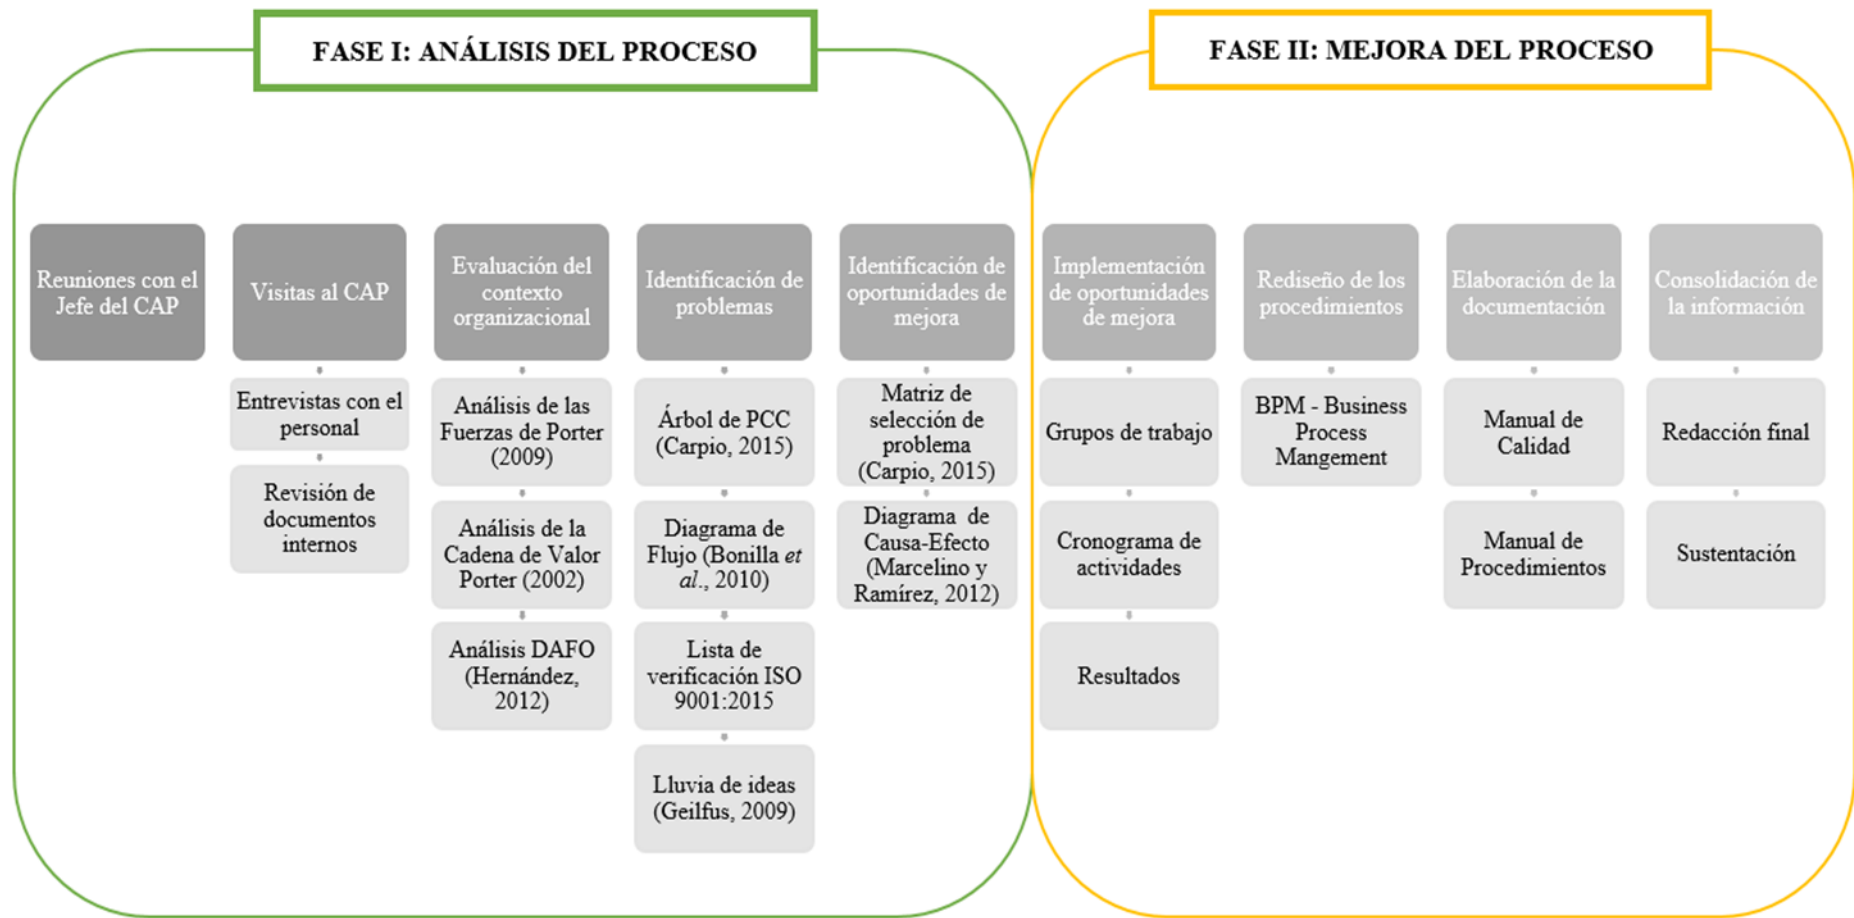 FASE I: ANÁLISIS DEL PROCESO
FASE II: MEJORA DEL PROCESO
Reuniones con el
Jefe del CAP
Visitas al CAP
Entrevistas con el
personal
Revisión de
documentos
internos
Evaluación del
contexto
organizacional
Análisis de las
Fuerzas de Porter
(2009)
Análisis de la
Cadena de Valor
Porter (2002)
Análisis DAFO
(Hernández,
2012)
Identificación de
problemas
Árbol de PCC
(Carpio, 2015)
Diagrama de
Flujo (Bonilla et
al., 2010)
Lista de
verificación ISO
9001:2015
Lluvia de ideas
(Geilfus, 2009)
Identificación de
oportunidades de
mejora
Matriz de
selección de
problema
(Carpio, 2015)
Diagrama de
Causa-Efecto
(Marcelino y
Ramírez, 2012)
Implementación
de oportunidades
de mejora
Grupos de trabajo
Cronograma de
actividades
Resultados
Rediseño de los
procedimientos
BPM - Business
Process
Mangement
Elaboración de la
documentación
Manual de
Calidad
Manual de
Procedimientos
Consolidación de
la información
Redacción final
Sustentación